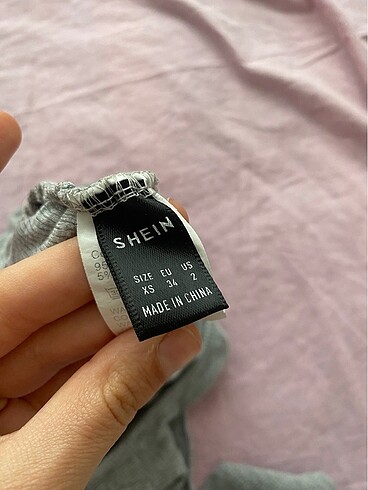 SHEIN
SIZE EU US
XS 34 2
MADE IN CHINA